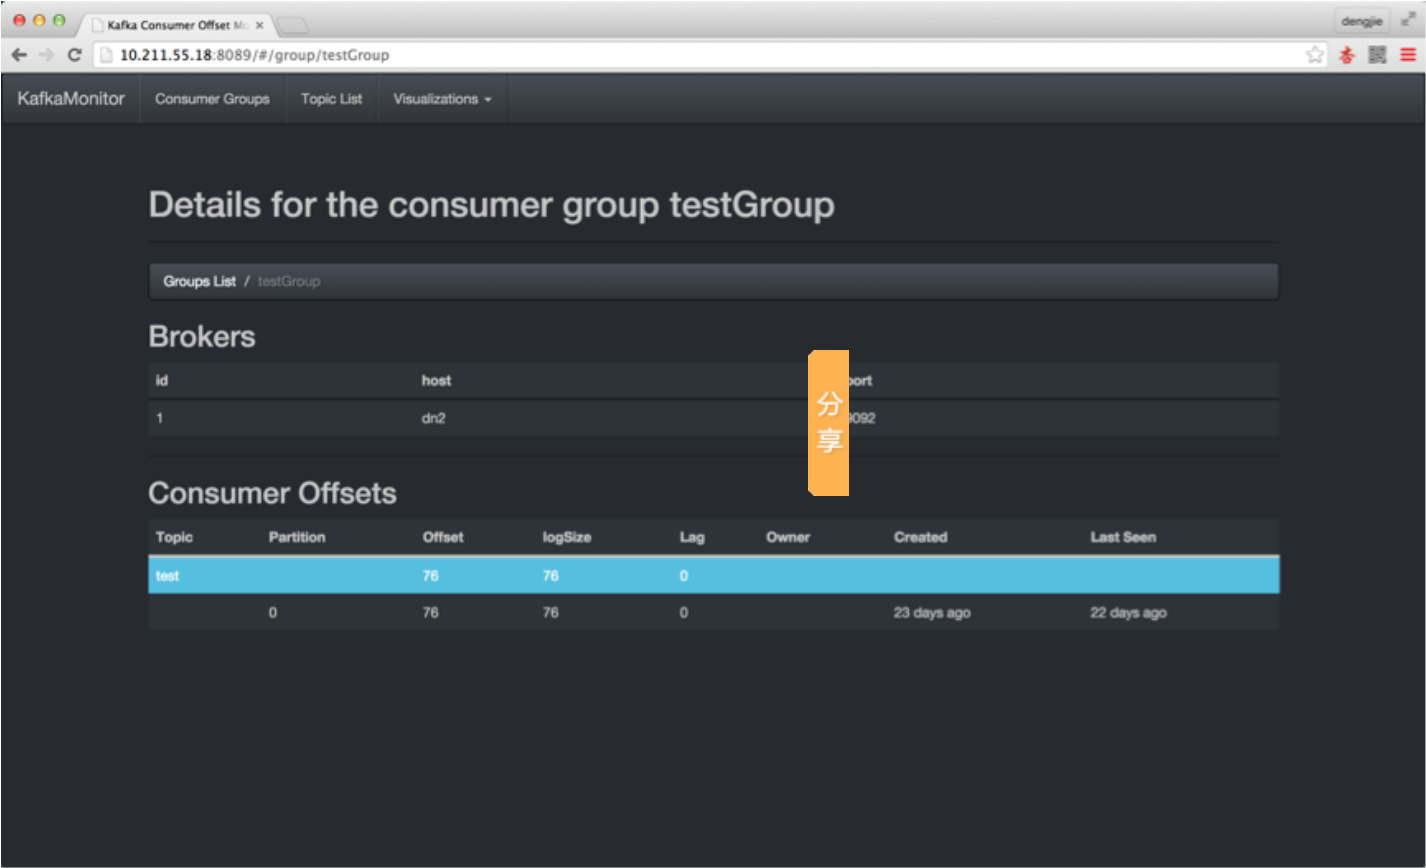 Kafka Consumer Offset Mo
dengjie
10.211.55.18:8089/#/group/testGroup
KafkaMonitor Consumer Groups Topic List Visualizations
Details for the consumer group testGroup
Groups List / testGroup
Brokers
id host port
1 dn2 9092
分
享
Consumer Offsets
Topic Partition Offset logSize Lag Owner Created Last Seen
test 76 76 0
0 76 76 0 23 days ago 22 days ago